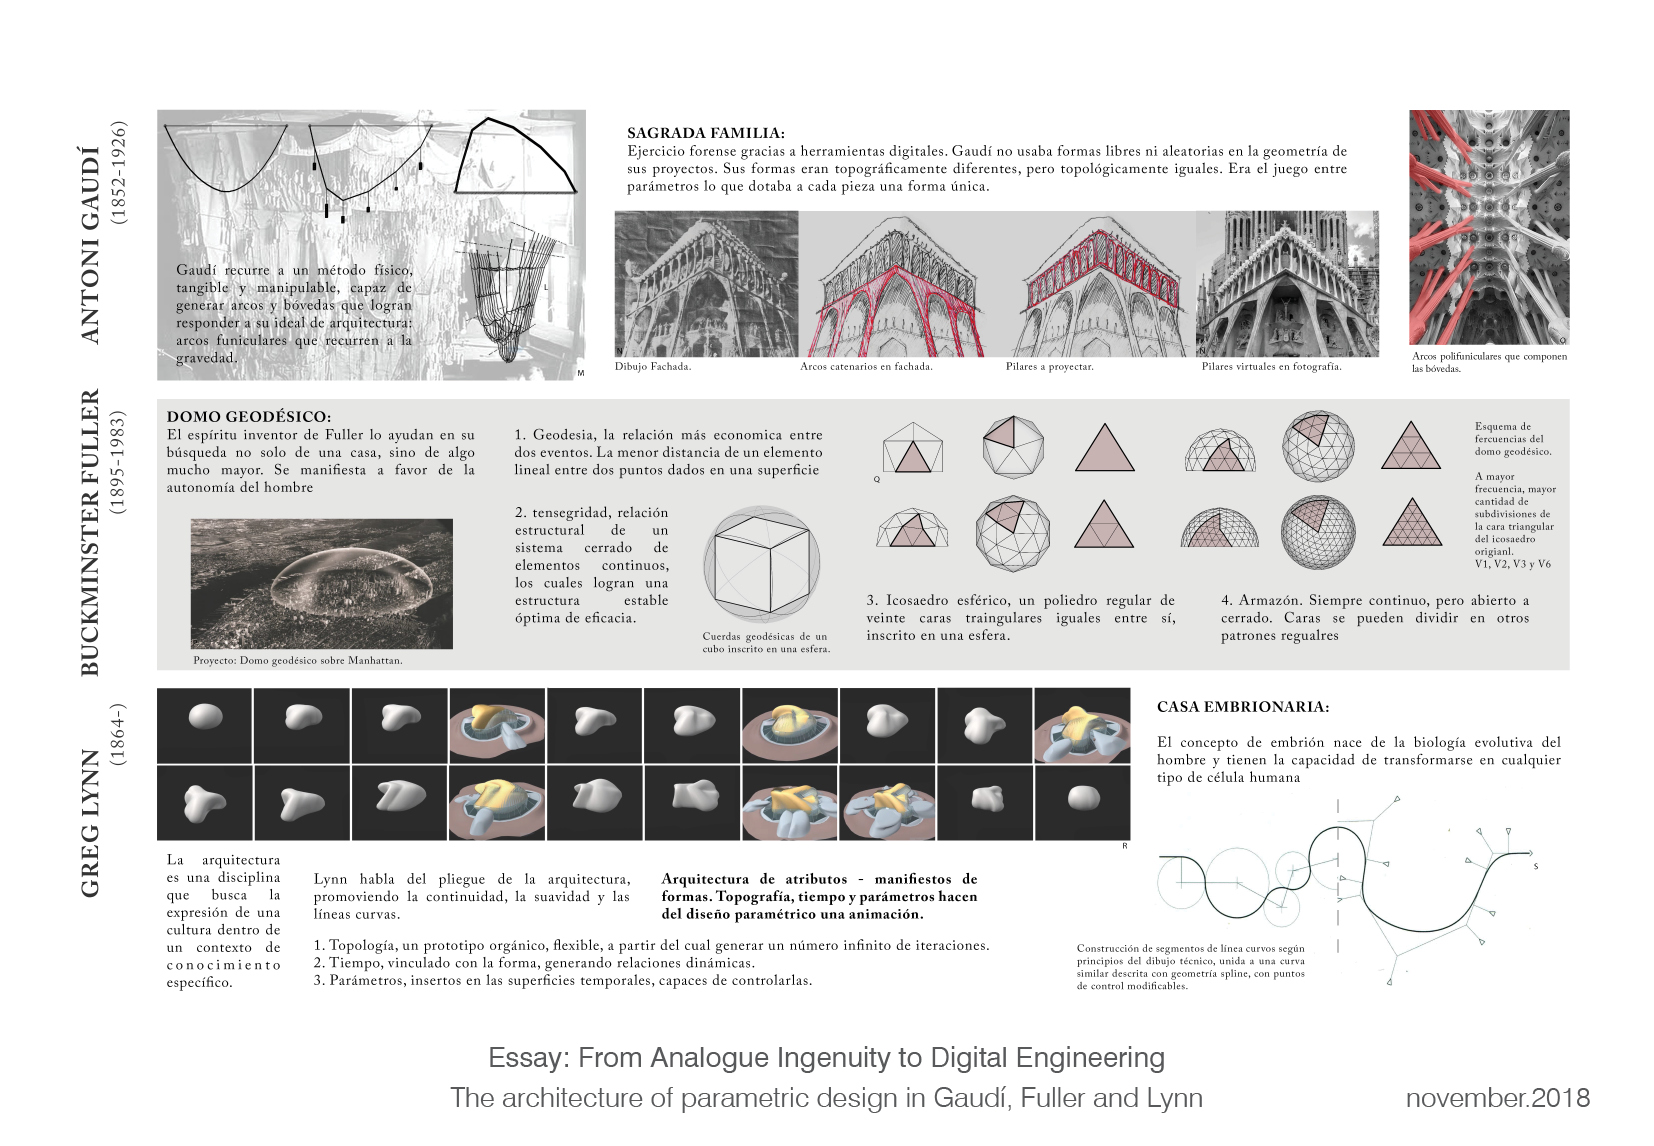 ANTONI GAUDÍ
(1852-1926)
Gaudí recurre a un método físico,
tangible y manipulable, capaz de
generar arcos y bóvedas que logran
responder a su ideal de arquitectura:
arcos funiculares que recurren a la
gravedad.
L
M
SAGRADA FAMILIA:
Ejercicio forense gracias a herramientas digitales. Gaudí no usaba formas libres ni aleatorias en la geometría de
sus proyectos. Sus formas eran topográficamente diferentes, pero topológicamente iguales. Era el juego entre
parámetros lo que dotaba a cada pieza una forma única.
N
N
Dibujo Fachada.
Arcos catenarios en fachada.
Pilares a proyectar.
Pilares virtuales en fotografía.
O
Arcos polifuniculares que componen
las bóvedas.
BUCKMINSTER FULLER
(1895-1983)
DOMO GEODÉSICO:
El espíritu inventor de Fuller lo ayudan en su
búsqueda no solo de una casa, sino de algo
mucho mayor. Se manifiesta a favor de la
autonomía del hombre
Proyecto: Domo geodésico sobre Manhattan.
1. Geodesia, la relación más economica entre
dos eventos. La menor distancia de un elemento
lineal entre dos puntos dados en una superficie
2. tensegridad, relación
estructural de un
sistema cerrado de
elementos continuos,
los cuales logran una
estructura estable
óptima de eficacia.
Cuerdas geodésicas de un
cubo inscrito en una esfera.
Q
3. Icosaedro esférico, un poliedro regular de
veinte caras traingulares iguales entre sí,
inscrito en una esfera.
4. Armazón. Siempre continuo, pero abierto a
cerrado. Caras se pueden dividir en otros
patrones regualres
Esquema de
fercuencias del
domo geodésico.
A mayor
frecuencia, mayor
cantidad de
subdivisiones de
la cara triangular
del icosaedro
origianl.
V1, V2, V3 y V6
GREG LYNN
(1864-)
R
La arquitectura
es una disciplina
que busca la
expresión de una
cultura dentro de
un contexto de
conocimiento
específico.
Lynn habla del pliegue de la arquitectura,
promoviendo la continuidad, la suavidad y las
líneas curvas.
Arquitectura de atributos - manifiestos de
formas. Topografía, tiempo y parámetros hacen
del diseño paramétrico una animación.
1. Topología, un prototipo orgánico, flexible, a partir del cual generar un número infinito de iteraciones.
2. Tiempo, vinculado con la forma, generando relaciones dinámicas.
3. Parámetros, insertos en las superficies temporales, capaces de controlarlas.
CASA EMBRIONARIA:
El concepto de embrión nace de la biología evolutiva del
hombre y tienen la capacidad de transformarse en cualquier
tipo de célula humana
S
Construcción de segmentos de línea curvos según
principios del dibujo técnico, unida a una curva
similar descrita con geometría spline, con puntos
de control modificables.
Essay: From Analogue Ingenuity to Digital Engineering
The architecture of parametric design in Gaudí, Fuller and Lynn
november.2018